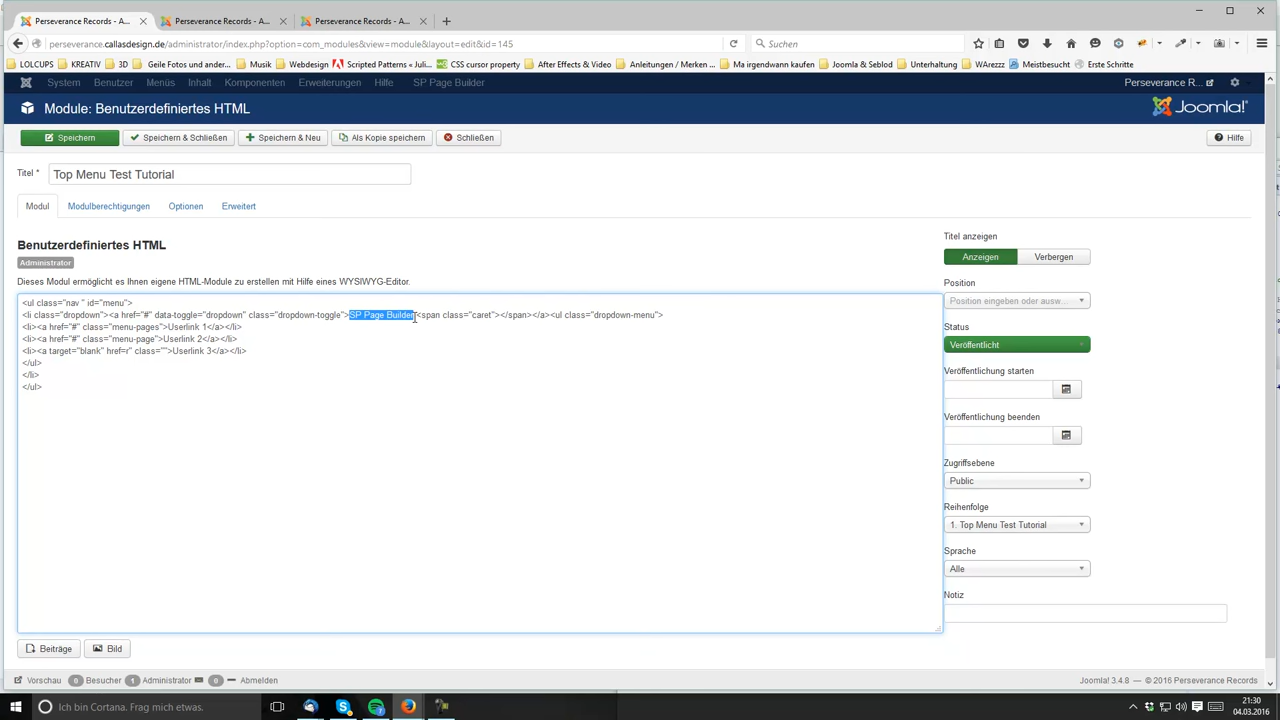 Perseverance Records - A...
Perseverance Records - A...
Perseverance Records - A...
perseverance.callasdesign.de/administrator/index.php?option=com_modules&view=module&layout=edit&id=145
Suchen
LOLCUPS
KREATIV
3D
Geile Fotos und ander...
Musik
Webdesign
Scripted Patterns « Juli...
CSS cursor property
After Effects & Video
Anleitungen / Merken ...
Ma irgendwann kaufen
Joomla & Seblod
Unterhaltung
WArezzz
Meistbesucht
Erste Schritte
System
Benutzer
Menüs
Inhalt
Komponenten
Erweiterungen
Hilfe
SP Page Builder
Perseverance R...
Module: Benutzerdefiniertes HTML
Joomla!
Speichern
Speichern & Schließen
Speichern & Neu
Als Kopie speichern
Schließen
Hilfe
Titel *
Top Menu Test Tutorial
Modul
Modulberechtigungen
Optionen
Erweitert
Benutzerdefiniertes HTML
Administrator
Dieses Modul ermöglicht es Ihnen eigene HTML-Module zu erstellen mit Hilfe eines WYSIWYG-Editor.
<ul class="nav " id="menu">
<li class="dropdown"><a href="#" data-toggle="dropdown" class="dropdown-toggle">SP Page Builder<span class="caret"></span></a><ul class="dropdown-menu">
<li><a href="#" class="menu-pages">Userlink 1</a></li>
<li><a href="#" class="menu-page">Userlink 2</a></li>
<li><a target="blank" href=r" class="">Userlink 3</a></li>
</ul>
</li>
</ul>
Titel anzeigen
Anzeigen
Verbergen
Position
Position eingeben oder ausw...
Status
Veröffentlicht
Veröffentlichung starten
Veröffentlichung beenden
Zugriffsebene
Public
Reihenfolge
1. Top Menu Test Tutorial
Sprache
Alle
Notiz
Beiträge
Bild
Vorschau
0 Besucher
1 Administrator
0
Abmelden
Joomla! 3.4.8 — © 2016 Perseverance Records
Ich bin Cortana. Frag mich etwas.
21:30
04.03.2016